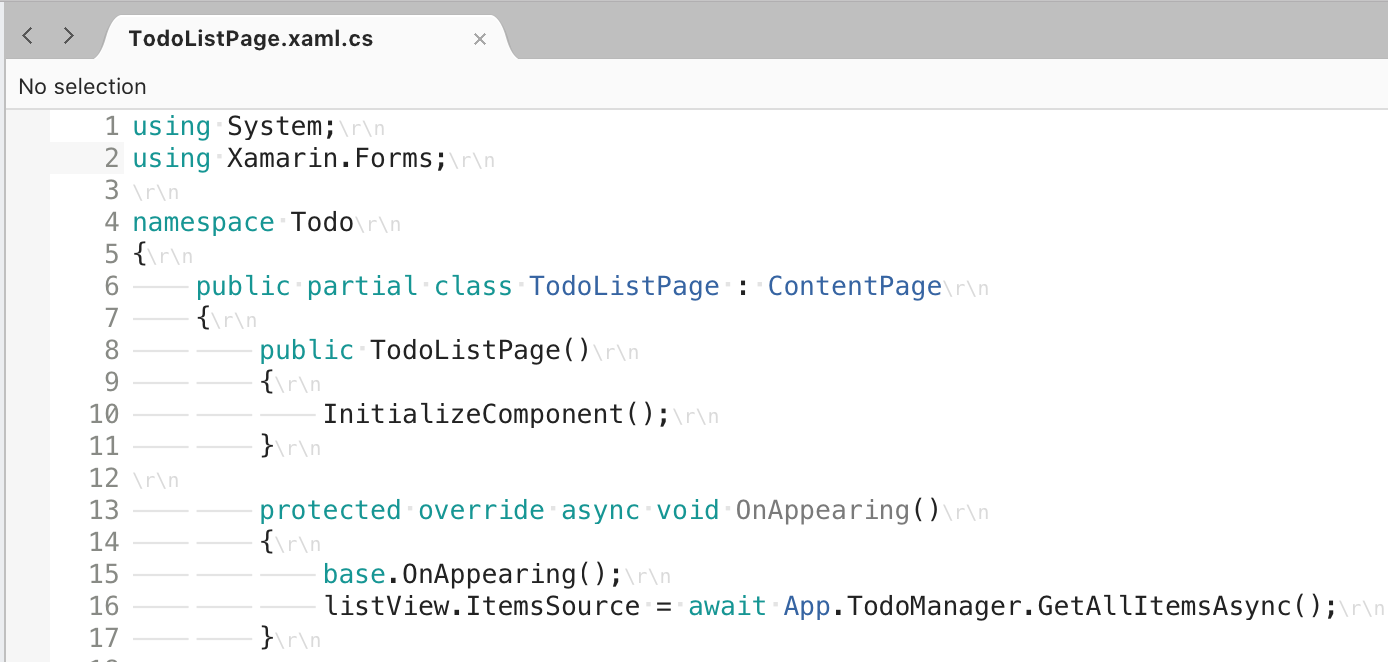 TodoListPage.xaml.cs ×
No selection
1 using System;\r\n
2 using Xamarin.Forms;\r\n
3 \r\n
4 namespace Todo\r\n
5 {\r\n
6 public partial class TodoListPage : ContentPage\r\n
7 {\r\n
8 public TodoListPage()\r\n
9 {\r\n
10 InitializeComponent();\r\n
11 }\r\n
12 \r\n
13 protected override async void OnAppearing()\r\n
14 {\r\n
15 base.OnAppearing();\r\n
16 listView.ItemsSource = await App.TodoManager.GetAllItemsAsync();\r\n
17 }\r\n